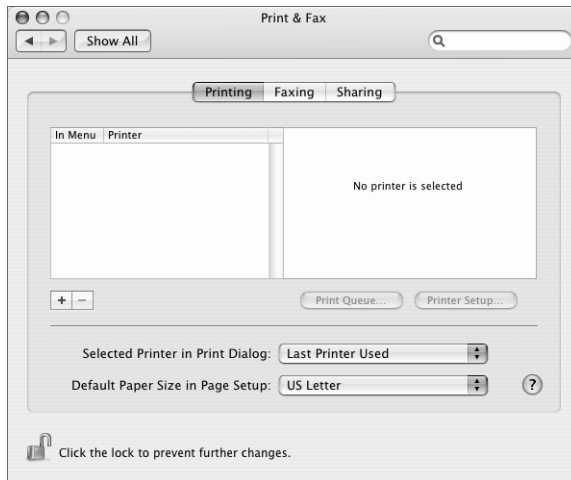 Print & Fax
Show All
Printing Faxing Sharing
In Menu Printer
No printer is selected
+ −
Print Queue... Printer Setup...
Selected Printer in Print Dialog: Last Printer Used
Default Paper Size in Page Setup: US Letter ?
Click the lock to prevent further changes.